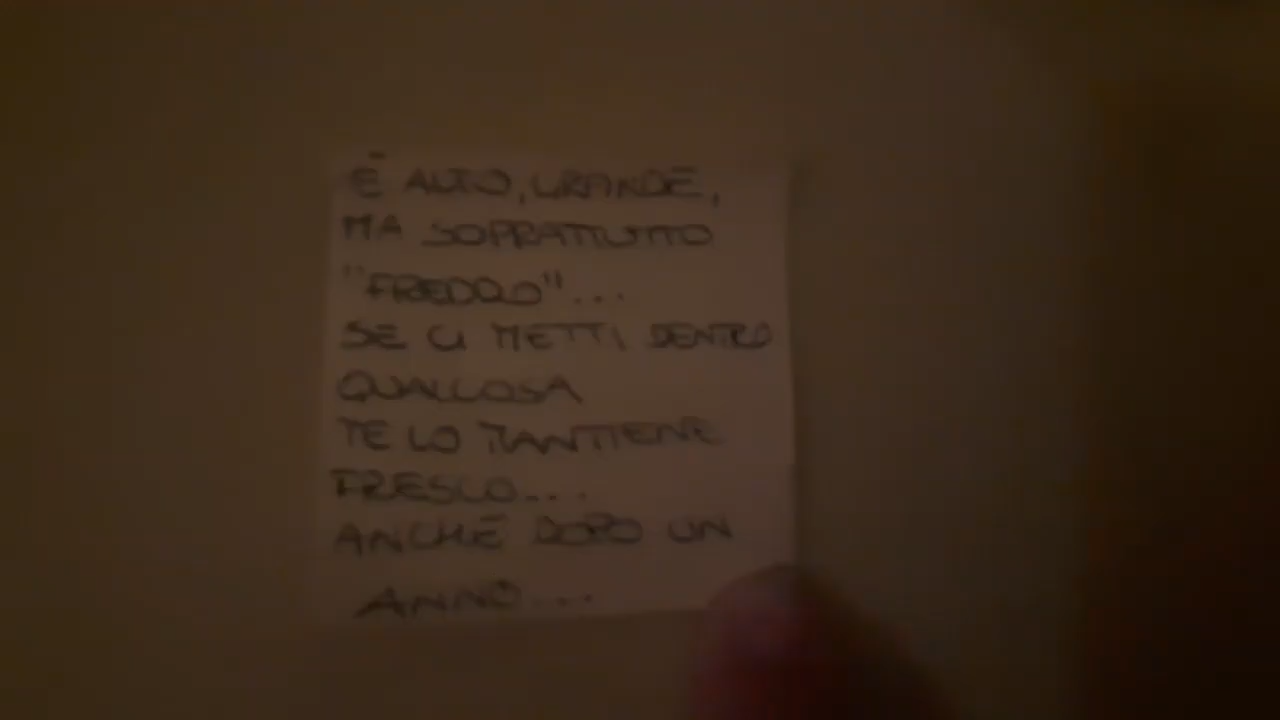 È ALTO, GRANDE,
MA SOPRATTUTTO
"FREDDO"...
SE CI METTI DENTRO
QUALCOSA
TE LO MANTIENE
FRESCO...
ANCHE DOPO UN
ANNO...